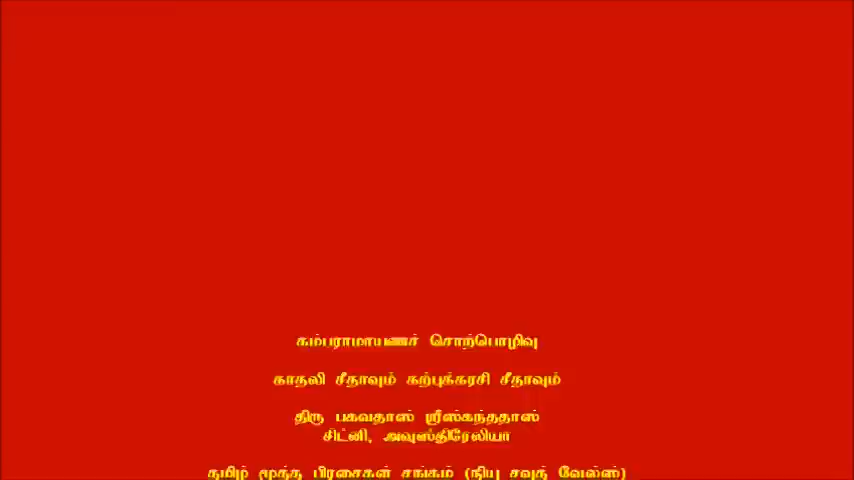 கம்பராமாயணச் சொற்பொழிவு
காதலி சீதாவும் கற்புக்கரசி சீதாவும்
திரு பகவதாஸ் ஸ்ரீஸ்கந்ததாஸ்
சிட்னி, அவுஸ்திரேலியா
தமிழ் மூத்த பிரசைகள் சங்கம் (நியு சவுத் வேல்ஸ்)